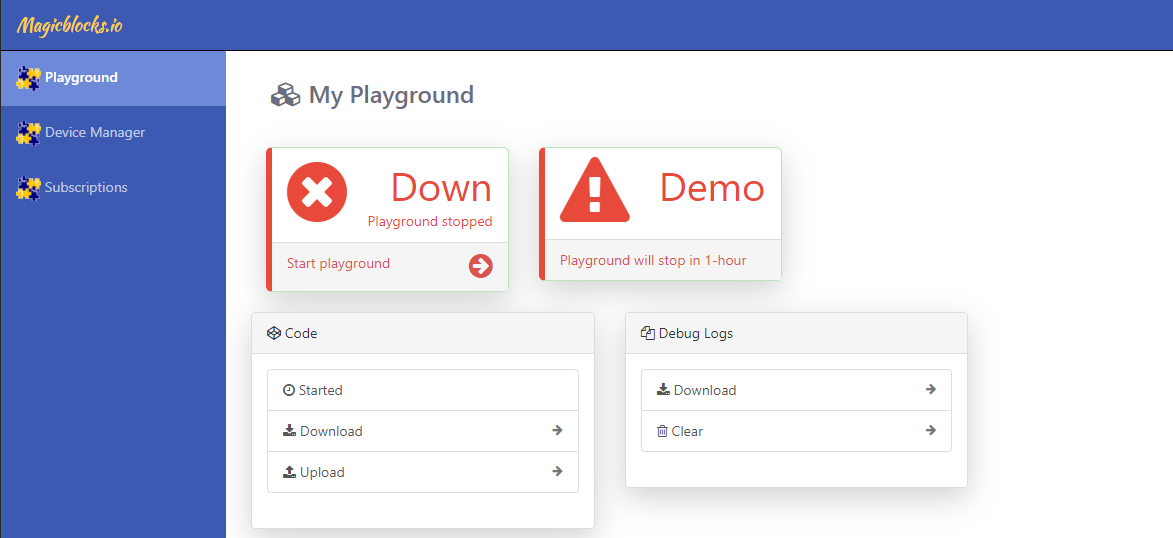 Magicblocks.io
Playground
Device Manager
Subscriptions
My Playground
Down
Playground stopped
Start playground
Demo
Playground will stop in 1-hour
Code
Started
Download
Upload
Debug Logs
Download
Clear